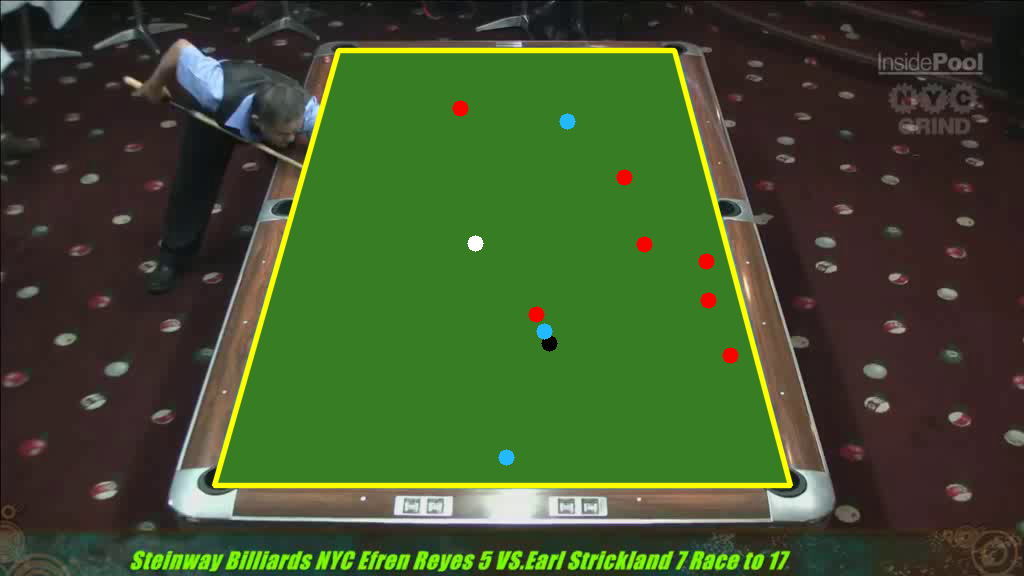 InsidePool
NYC
GRIND
Steinway Billiards NYC Efren Reyes 5 VS.Earl Strickland 7 Race to 17